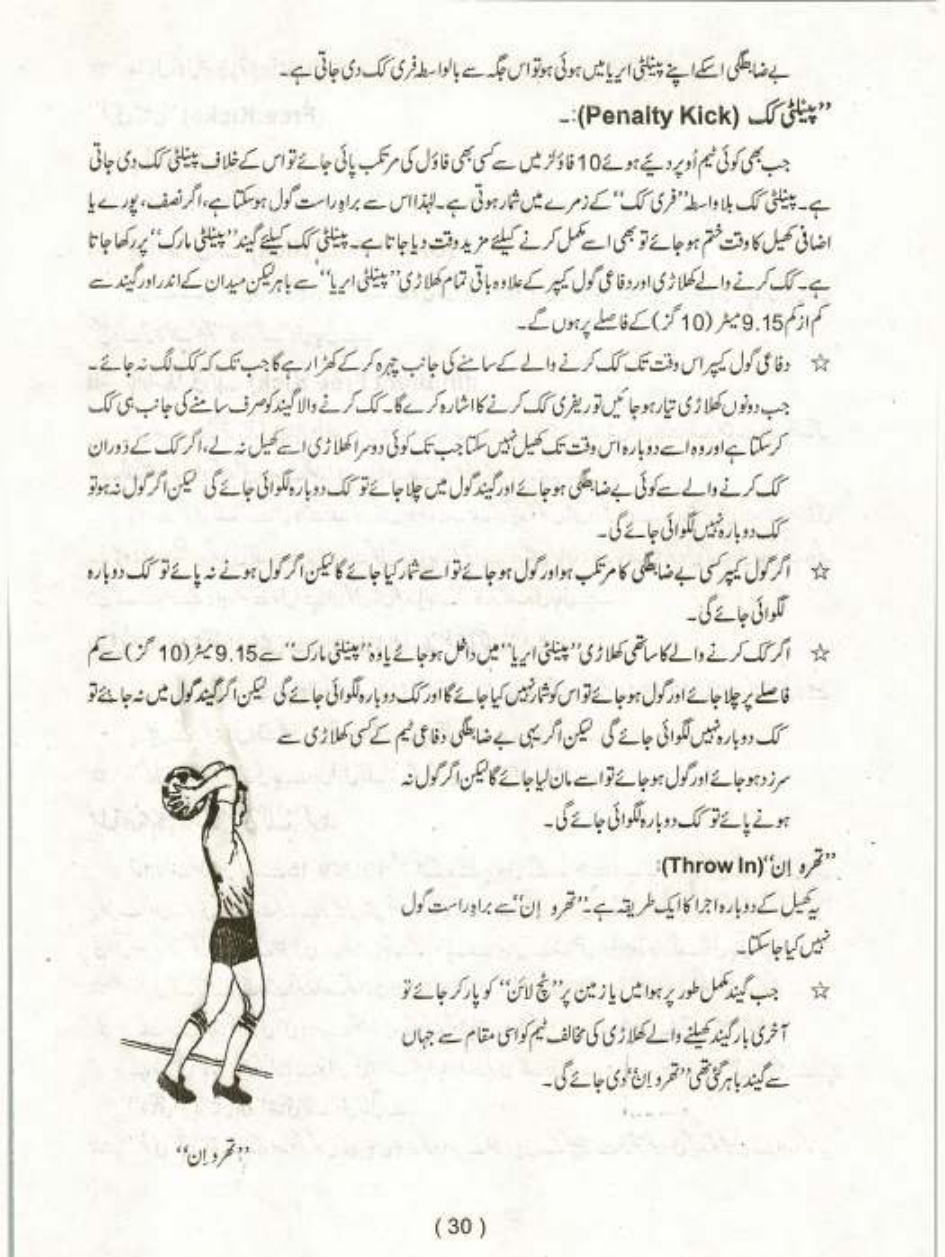 بے ضابطگی اسکے اپنے پینلٹی ایریا میں ہوئی ہو تو اس جگہ سے بالواسطہ فری کک دی جاتی ہے۔
”پینلٹی کک (Penalty Kick):۔
جب بھی کوئی ٹیم اُوپر دیئے ہوئے 10 فاؤلز میں سے کسی بھی فاؤل کی مرتکب پائی جائے تو اس کے خلاف پینلٹی کک دی جاتی
ہے۔ پینلٹی کک بلاواسطہ ”فری کک“ کے زمرے میں شمار ہوتی ہے۔ لہٰذا اس سے براہِ راست گول ہوسکتا ہے، اگر نصف، پورے یا
اضافی کھیل کا وقت ختم ہو جائے تو بھی اسے مکمل کرنے کیلئے مزید وقت دیا جاتا ہے۔ پینلٹی کک کیلئے گیند ”پینلٹی مارک“ پر رکھا جاتا
ہے۔ کک کرنے والے کھلاڑی اور دفاعی گول کیپر کے علاوہ باقی تمام کھلاڑی ”پینلٹی ایریا“ سے باہر لیکن میدان کے اندر اور گیند سے
کم از کم 9.15 میٹر (10 گز) کے فاصلے پر ہوں گے۔
☆ دفاعی گول کیپر اس وقت تک کک کرنے والے کے سامنے کی جانب چہرہ کر کے کھڑا رہے گا جب تک کہ کک لگ نہ جائے۔
جب دونوں کھلاڑی تیار ہو جائیں تو ریفری کک کرنے کا اشارہ کرے گا۔ کک کرنے والا گیند کو صرف سامنے کی جانب ہی کک
کرسکتا ہے اور وہ اسے دوبارہ اس وقت تک کھیل نہیں سکتا جب تک کوئی دوسرا کھلاڑی اسے کھیل نہ لے، اگر کک کے دَوران
کک کرنے والے سے کوئی بے ضابطگی ہو جائے اور گیند گول میں چلا جائے تو کک دوبارہ لگوائی جائے گی لیکن اگر گول نہ ہو تو
کک دوبارہ نہیں لگوائی جائے گی۔
☆ اگر گول کیپر کسی بے ضابطگی کا مرتکب ہو اور گول ہو جائے تو اسے شمار کیا جائے گا لیکن اگر گول ہونے نہ پائے تو کک دوبارہ
لگوائی جائے گی۔
☆ اگر کک کرنے والے کا ساتھی کھلاڑی ”پینلٹی ایریا“ میں داخل ہو جائے یا وہ ”پینلٹی مارک“ سے 9.15 میٹر (10 گز) سے کم
فاصلے پر چلا جائے اور گول ہو جائے تو اس کو شمار نہیں کیا جائے گا اور کک دوبارہ لگوائی جائے گی لیکن اگر گیند گول میں نہ جائے تو
کک دوبارہ نہیں لگوائی جائے گی لیکن اگر یہی بے ضابطگی دفاعی ٹیم کے کسی کھلاڑی سے
سرزد ہو جائے اور گول ہو جائے تو اسے مان لیا جائے گا لیکن اگر گول نہ
ہونے پائے تو کک دوبارہ لگوائی جائے گی۔
”تھرو اِن“ (Throw In):
یہ کھیل کے دوبارہ اجرا کا ایک طریقہ ہے۔ ”تھرو اِن“ سے براہِ راست گول
نہیں کیا جاسکتا۔
☆ جب گیند مکمل طور پر ہوا میں یا زمین پر ”ٹچ لائن“ کو پار کر جائے تو
آخری بار گیند کھیلنے والے کھلاڑی کی مخالف ٹیم کو اسی مقام سے جہاں
سے گیند باہر گئی تھی ”تھرو اِن“ دی جائے گی۔
”تھرو اِن“
( 30 )